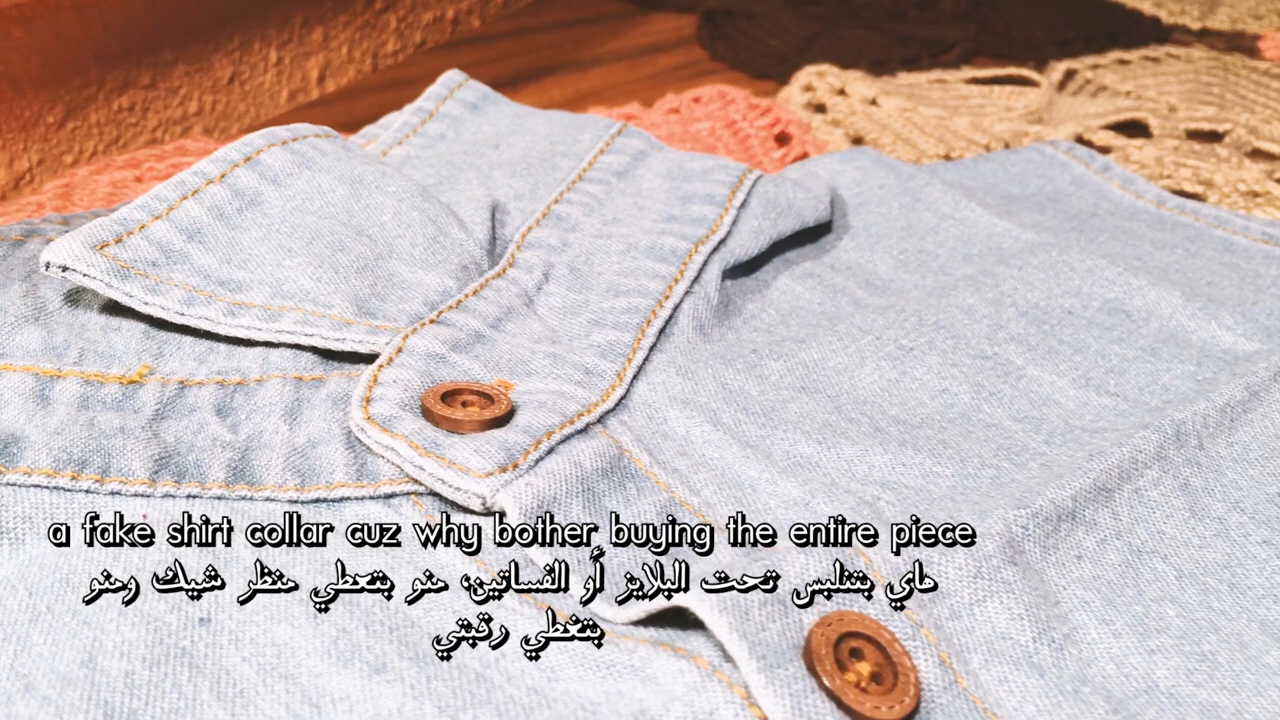 a fake shirt collar cuz why bother buying the entire piece
هاي بتنلبس تحت البلايز أو الفساتين، منو بتعطي منظر شيك ومنو
بتغطي رقبتي